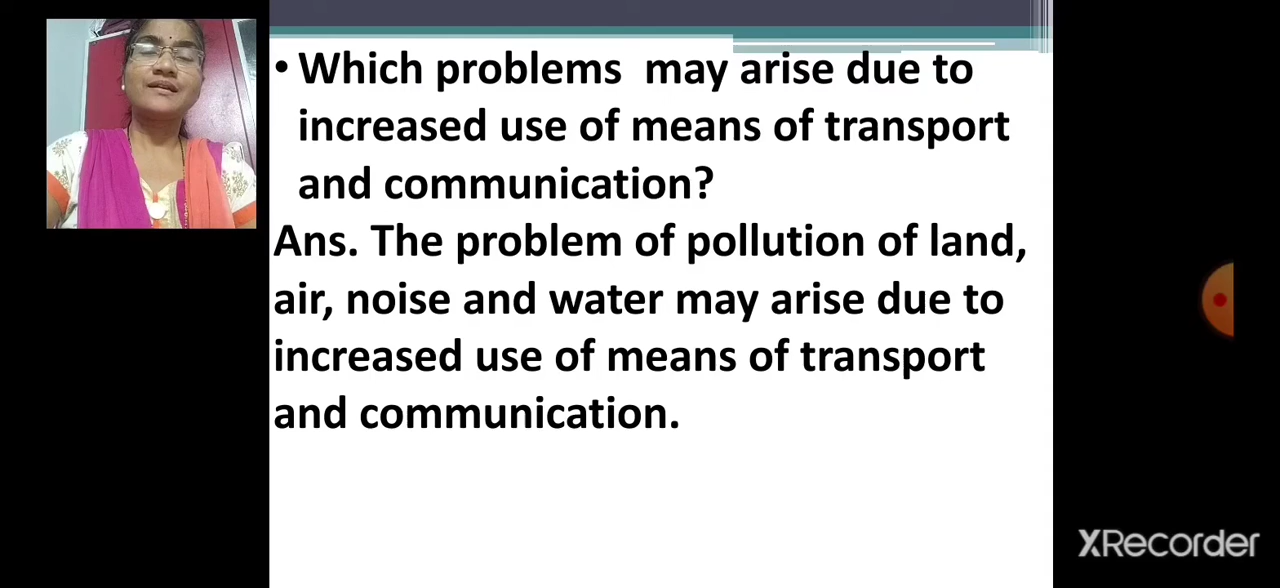 • Which problems may arise due to
increased use of means of transport
and communication?
Ans. The problem of pollution of land,
air, noise and water may arise due to
increased use of means of transport
and communication.
XRecorder